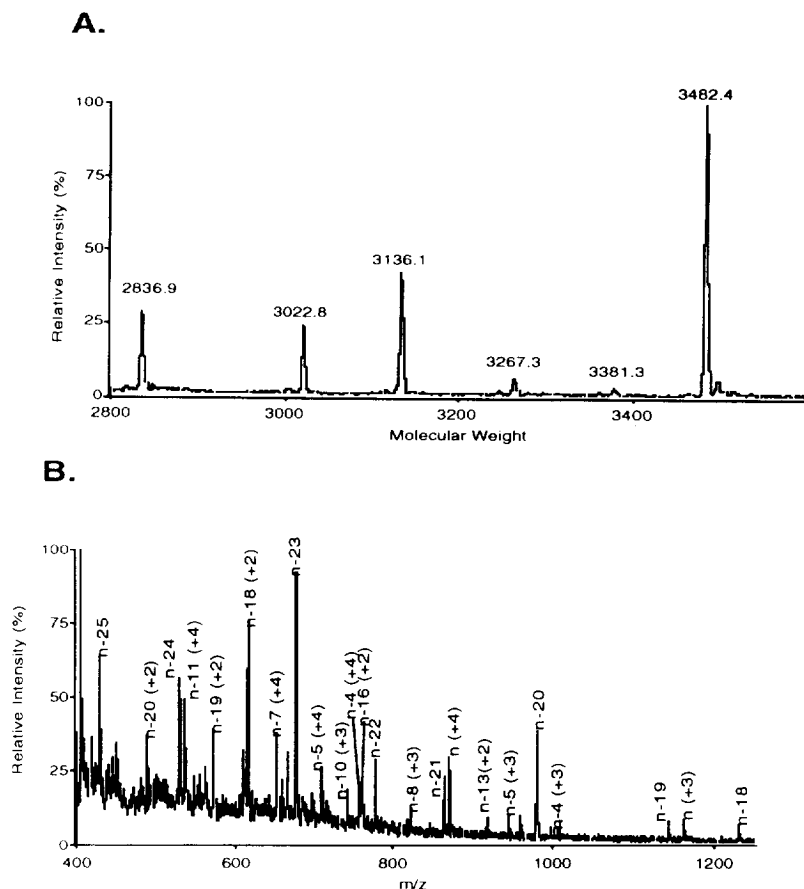 A.
Relative Intensity (%)
100
75
50
25
0
2836.9
3022.8
3136.1
3267.3
3381.3
3482.4
2800
3000
3200
3400
Molecular Weight
B.
Relative Intensity (%)
100
75
50
25
0
n-25
n-20 (+2)
n-24
n-11 (+4)
n-19 (+2)
n-18 (+2)
n-7 (+4)
n-23
n-5 (+4)
n-10 (+3)
n-4 (+4)
n-16 (+2)
n-22
n-8 (+3)
n-21
n (+4)
n-13(+2)
n-5 (+3)
n-20
n-4 (+3)
n-19
n (+3)
n-18
400
600
800
1000
1200
m/z